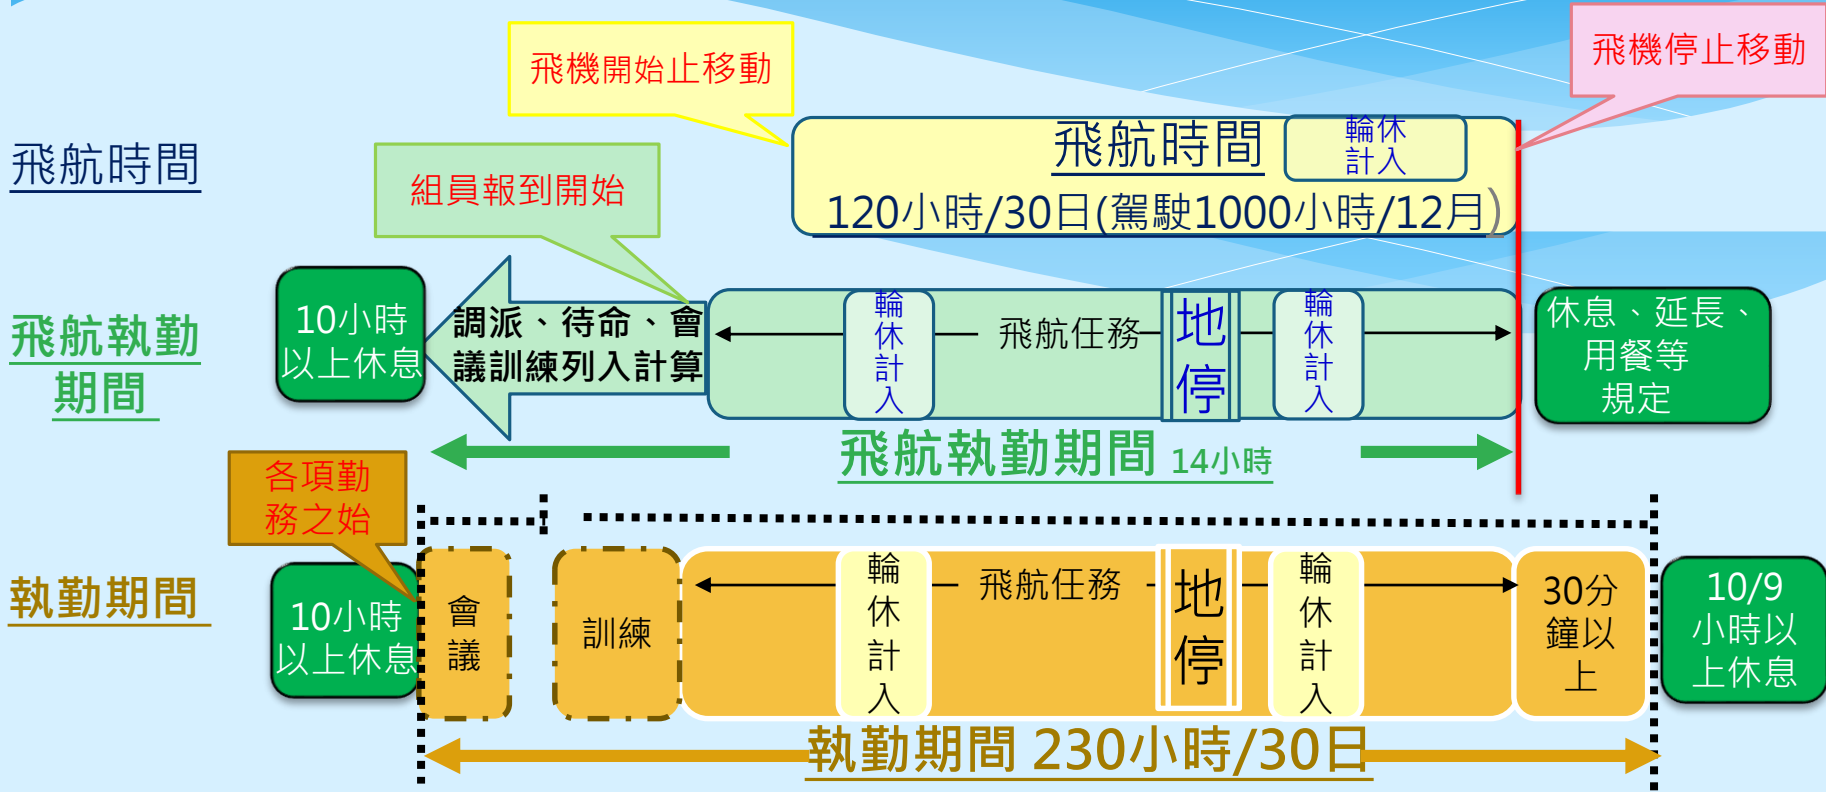 飛機開始止移動
飛機停止移動
飛航時間
飛航時間
輪休
計入
120小時/30日(駕駛1000小時/12月)
組員報到開始
飛航執勤
期間
10小時
以上休息
調派、待命、會
議訓練列入計算
輪
休
計
入
飛航任務
地
停
輪
休
計
入
休息、延長、
用餐等
規定
飛航執勤期間 14小時
各項勤
務之始
執勤期間
10小時
以上休息
會
議
訓練
輪
休
計
入
飛航任務
地
停
輪
休
計
入
30分
鐘以
上
10/9
小時以
上休息
執勤期間 230小時/30日